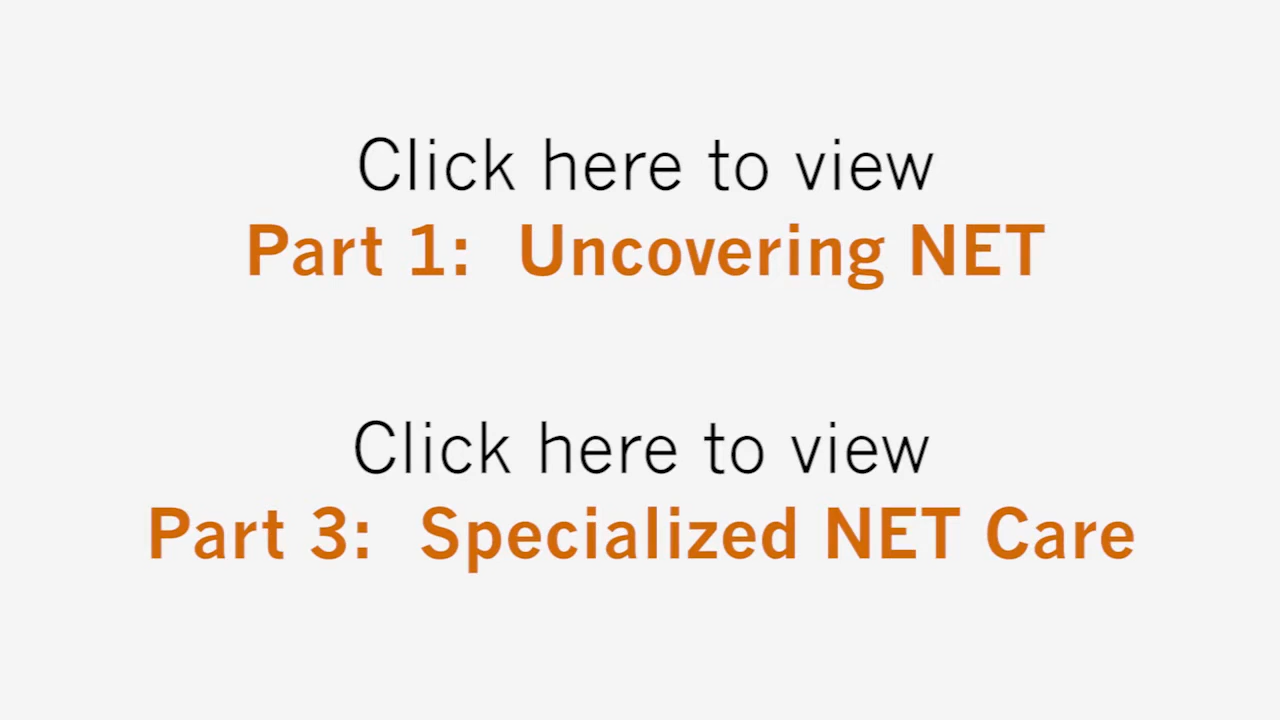 Click here to view
Part 1: Uncovering NET
Click here to view
Part 3: Specialized NET Care